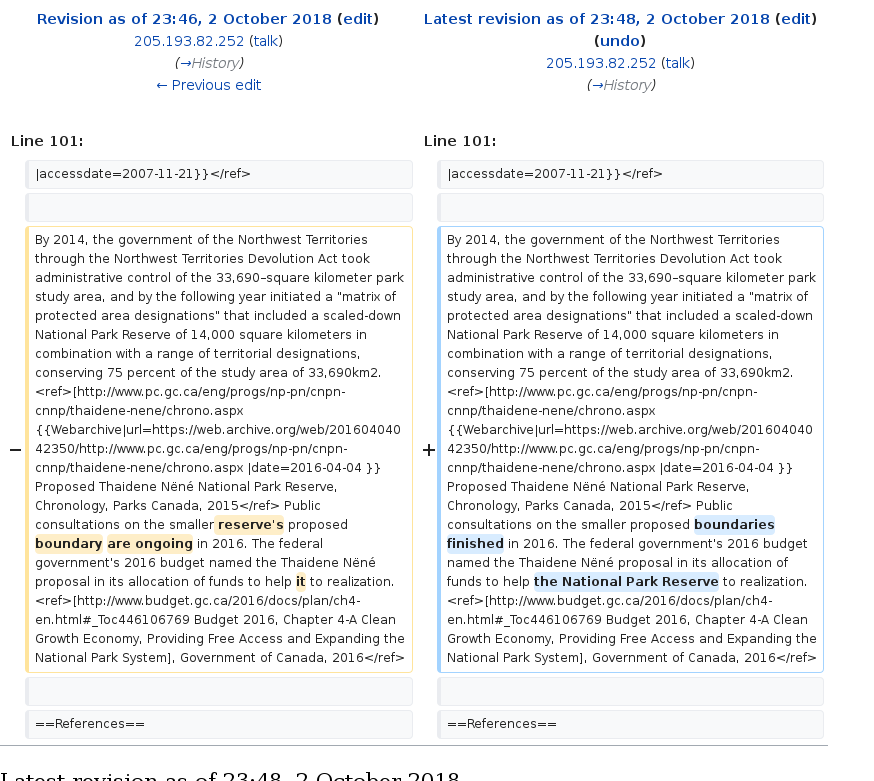 Revision as of 23:46, 2 October 2018 (edit)
205.193.82.252 (talk)
(→History)
← Previous edit
Latest revision as of 23:48, 2 October 2018 (edit)
(undo)
205.193.82.252 (talk)
(→History)
Line 101:
Line 101:
|accessdate=2007-11-21}}</ref>
|accessdate=2007-11-21}}</ref>
−
By 2014, the government of the Northwest Territories
through the Northwest Territories Devolution Act took
administrative control of the 33,690–square kilometer park
study area, and by the following year initiated a "matrix of
protected area designations" that included a scaled-down
National Park Reserve of 14,000 square kilometers in
combination with a range of territorial designations,
conserving 75 percent of the study area of 33,690km2.
<ref>[http://www.pc.gc.ca/eng/progs/np-pn/cnpn-
cnnp/thaidene-nene/chrono.aspx
{{Webarchive|url=https://web.archive.org/web/201604040
42350/http://www.pc.gc.ca/eng/progs/np-pn/cnpn-
cnnp/thaidene-nene/chrono.aspx |date=2016-04-04 }}
Proposed Thaidene Nëné National Park Reserve,
Chronology, Parks Canada, 2015</ref> Public
consultations on the smaller reserve's proposed
boundary are ongoing in 2016. The federal
government's 2016 budget named the Thaidene Nëné
proposal in its allocation of funds to help it to realization.
<ref>[http://www.budget.gc.ca/2016/docs/plan/ch4-
en.html#_Toc446106769 Budget 2016, Chapter 4-A Clean
Growth Economy, Providing Free Access and Expanding the
National Park System], Government of Canada, 2016</ref>
+
By 2014, the government of the Northwest Territories
through the Northwest Territories Devolution Act took
administrative control of the 33,690–square kilometer park
study area, and by the following year initiated a "matrix of
protected area designations" that included a scaled-down
National Park Reserve of 14,000 square kilometers in
combination with a range of territorial designations,
conserving 75 percent of the study area of 33,690km2.
<ref>[http://www.pc.gc.ca/eng/progs/np-pn/cnpn-
cnnp/thaidene-nene/chrono.aspx
{{Webarchive|url=https://web.archive.org/web/201604040
42350/http://www.pc.gc.ca/eng/progs/np-pn/cnpn-
cnnp/thaidene-nene/chrono.aspx |date=2016-04-04 }}
Proposed Thaidene Nëné National Park Reserve,
Chronology, Parks Canada, 2015</ref> Public
consultations on the smaller proposed boundaries
finished in 2016. The federal government's 2016 budget
named the Thaidene Nëné proposal in its allocation of
funds to help the National Park Reserve to realization.
<ref>[http://www.budget.gc.ca/2016/docs/plan/ch4-
en.html#_Toc446106769 Budget 2016, Chapter 4-A Clean
Growth Economy, Providing Free Access and Expanding the
National Park System], Government of Canada, 2016</ref>
==References==
==References==
Latest revision as of 23:48, 2 October 2018